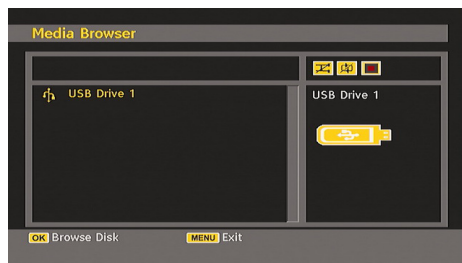 Media Browser
USB Drive 1
USB Drive 1
OK Browse Disk MENU Exit